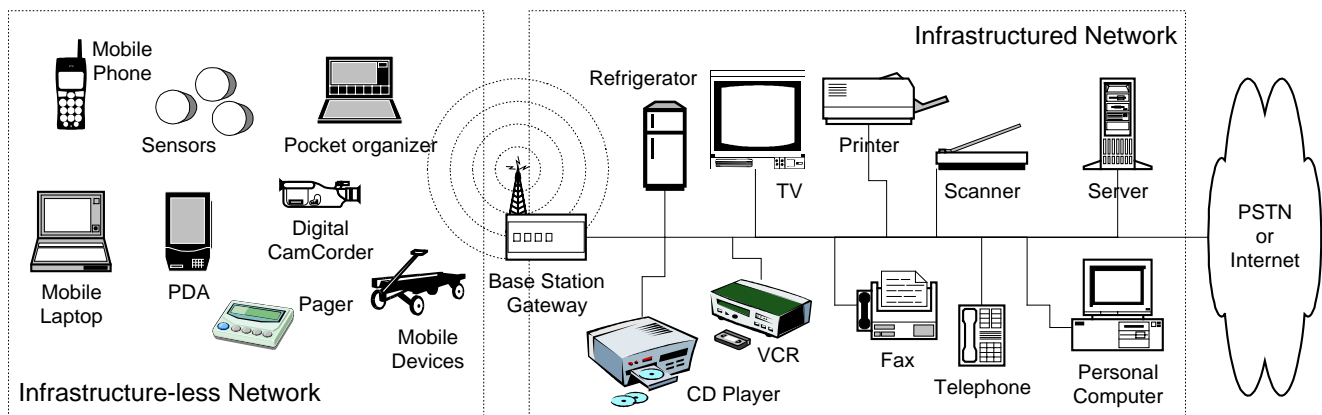 Mobile
Phone
Sensors
Pocket organizer
Digital
CamCorder
Mobile
Laptop
PDA
Pager
Mobile
Devices
Infrastructure-less Network
Base Station
Gateway
Infrastructured Network
Refrigerator
TV
Printer
Scanner
Server
CD Player
VCR
Fax
Telephone
Personal
Computer
PSTN
or
Internet